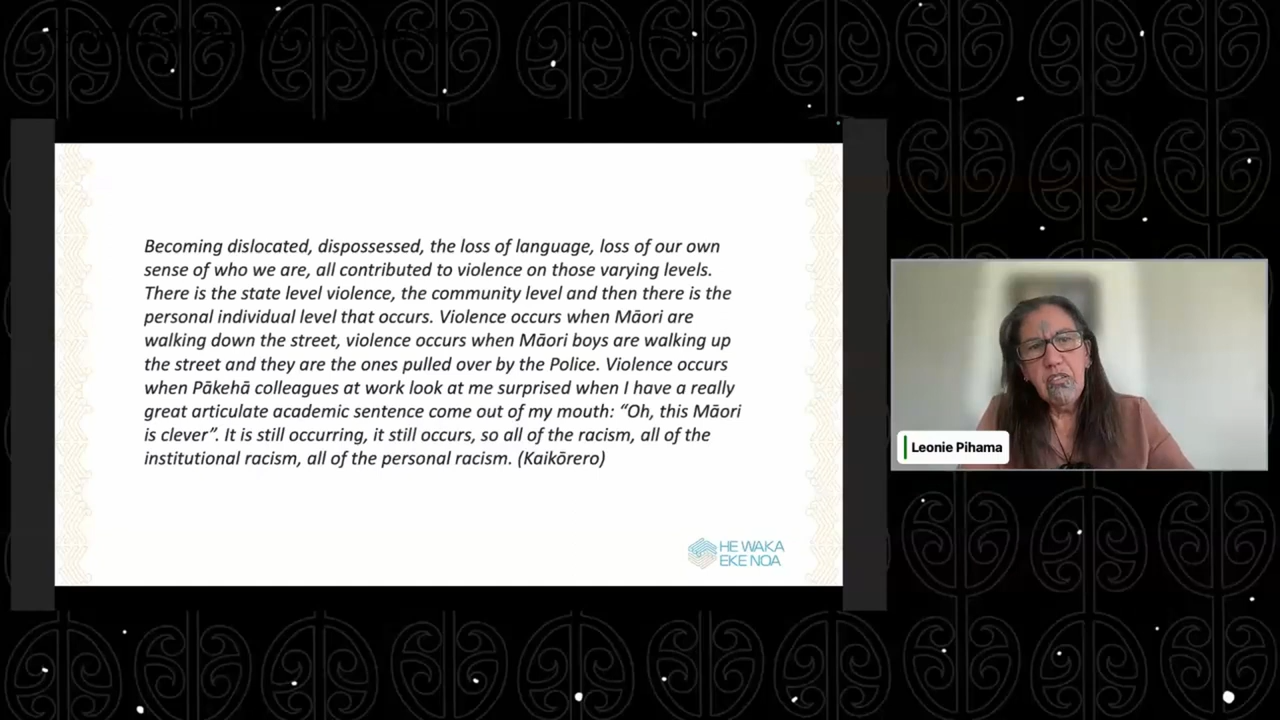 Becoming dislocated, dispossessed, the loss of language, loss of our own
sense of who we are, all contributed to violence on those varying levels.
There is the state level violence, the community level and then there is the
personal individual level that occurs. Violence occurs when Māori are
walking down the street, violence occurs when Māori boys are walking up
the street and they are the ones pulled over by the Police. Violence occurs
when Pākehā colleagues at work look at me surprised when I have a really
great articulate academic sentence come out of my mouth: “Oh, this Māori
is clever”. It is still occurring, it still occurs, so all of the racism, all of the
institutional racism, all of the personal racism. (Kaikōrero)
HE WAKA
EKE NOA
Leonie Pihama